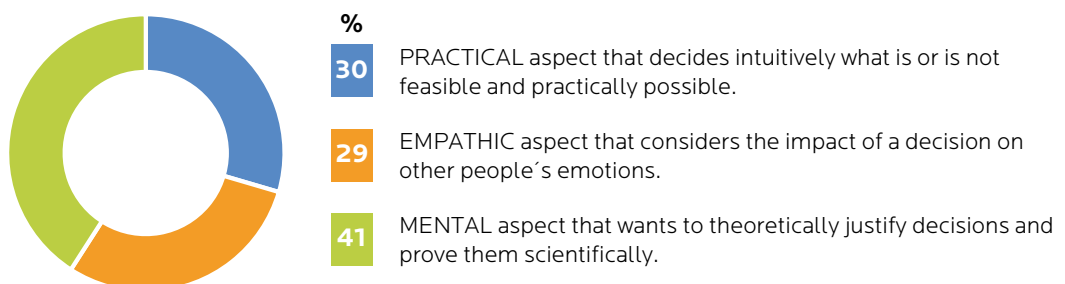 %
30 PRACTICAL aspect that decides intuitively what is or is not
feasible and practically possible.
29 EMPATHIC aspect that considers the impact of a decision on
other people´s emotions.
41 MENTAL aspect that wants to theoretically justify decisions and
prove them scientifically.